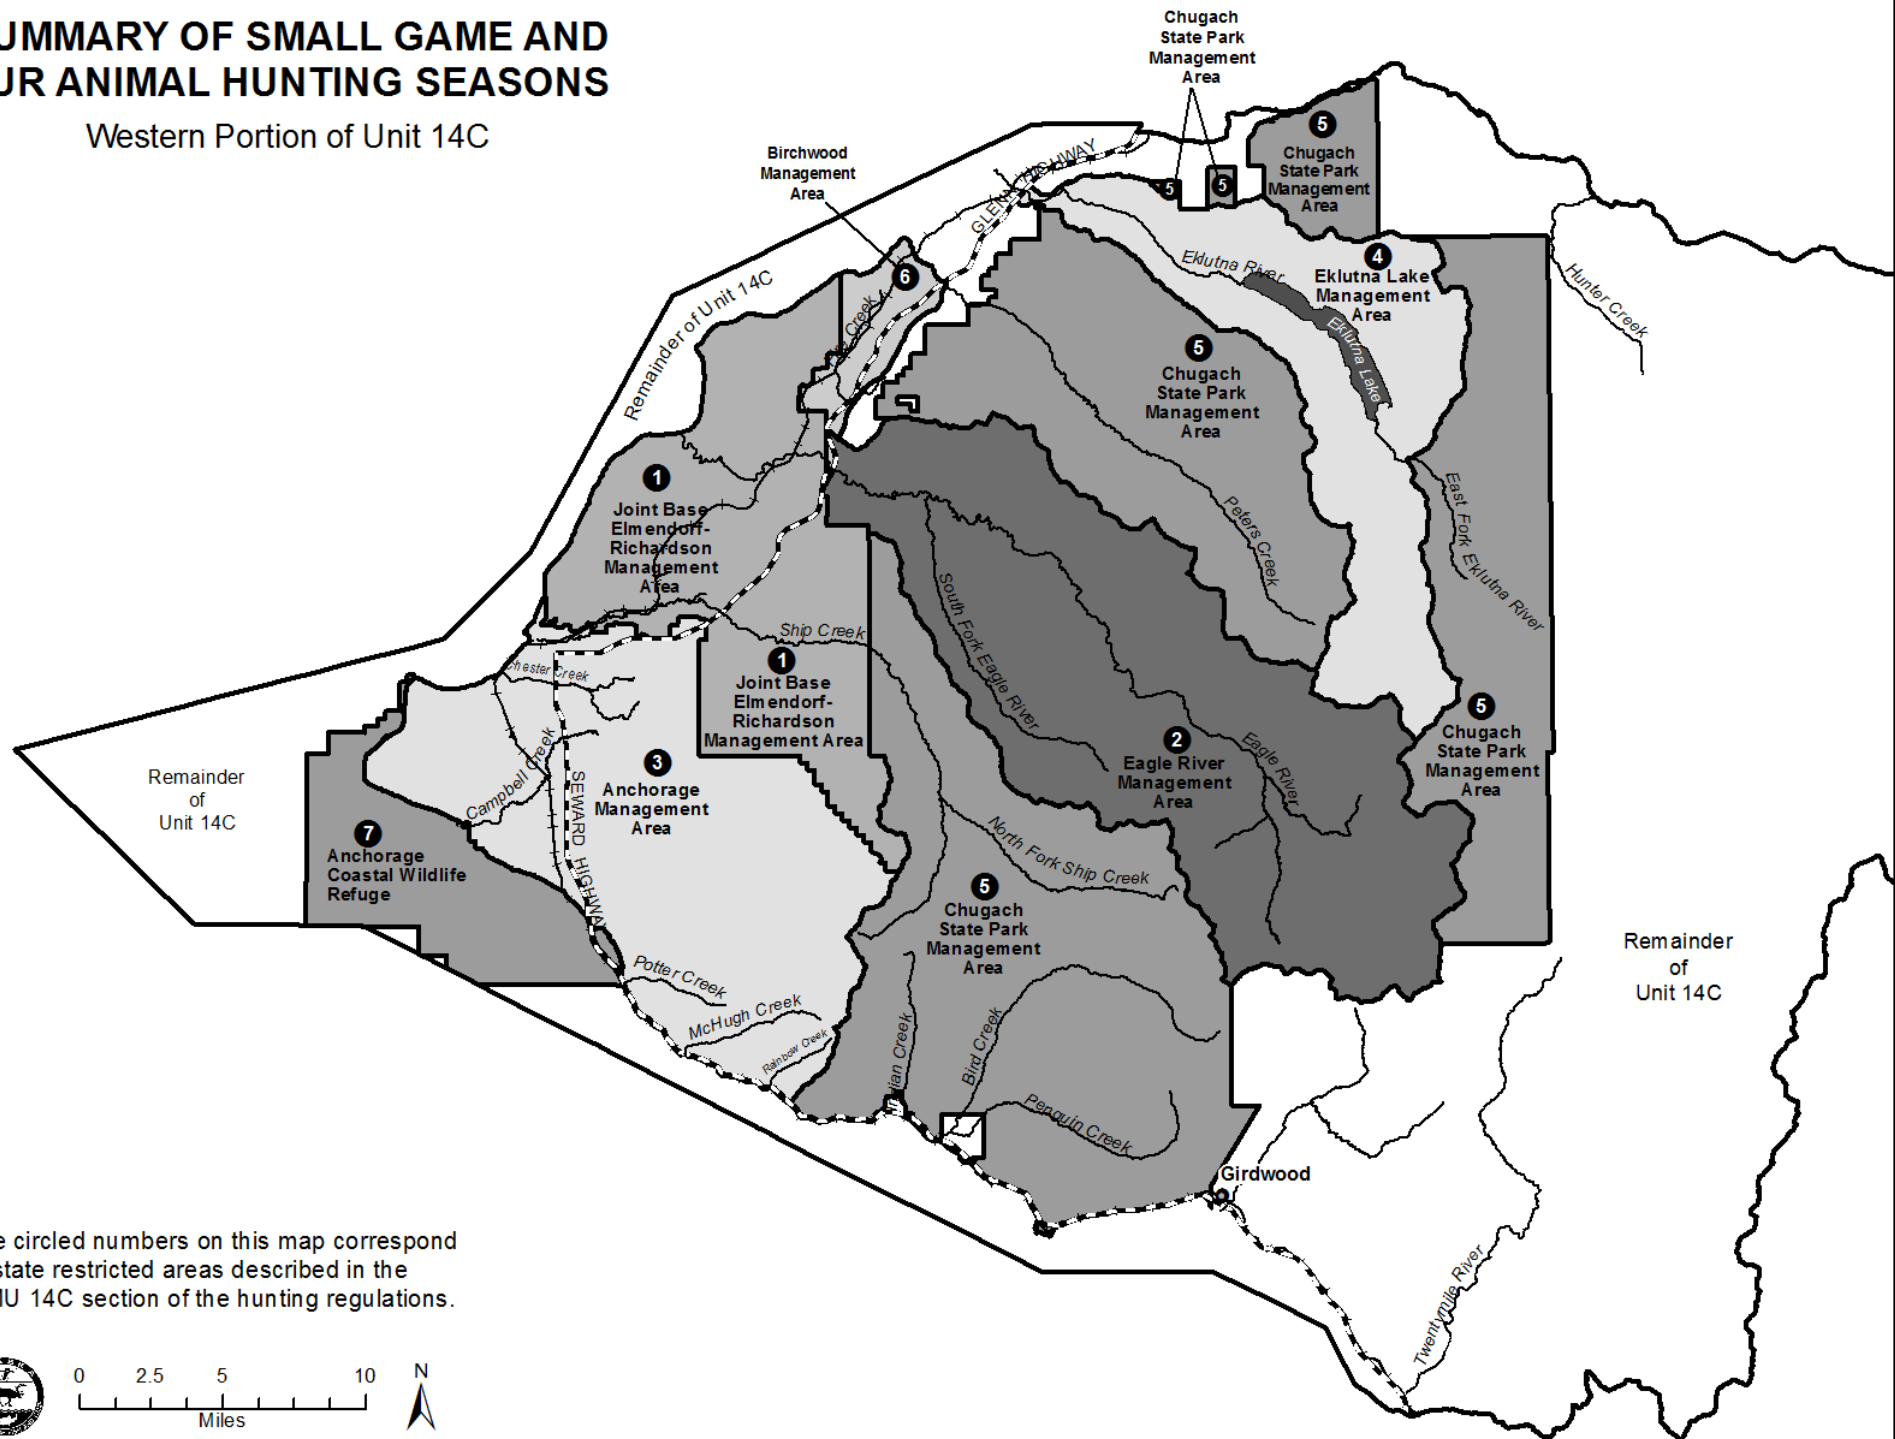 UMMARY OF SMALL GAME AND
UR ANIMAL HUNTING SEASONS
Western Portion of Unit 14C
Chugach
State Park
Management
Area
Birchwood
Management
Area
GLENN HIGHWAY
5
5
5
Chugach
State Park
Management
Area
6
Remainder of Unit 14C
Eklutna River
4
Eklutna Lake
Management
Area
Eklutna Lake
Hunter Creek
Creek
5
Chugach
State Park
Management
Area
1
Joint Base
Elmendorf-
Richardson
Management
Area
Peters Creek
East Fork Eklutna River
South Fork Eagle River
Ship Creek
Chester Creek
1
Joint Base
Elmendorf-
Richardson
Management Area
5
Chugach
State Park
Management
Area
2
Eagle River
Management
Area
Eagle River
Campbell Creek
SEWARD HIGHWAY
3
Anchorage
Management
Area
Remainder
of
Unit 14C
7
Anchorage
Coastal Wildlife
Refuge
North Fork Ship Creek
5
Chugach
State Park
Management
Area
Remainder
of
Unit 14C
Potter Creek
McHugh Creek
Rainbow Creek
Indian Creek
Bird Creek
Penquin Creek
Girdwood
Twentymile River
e circled numbers on this map correspond
state restricted areas described in the
MU 14C section of the hunting regulations.
0 2.5 5 10
Miles
N